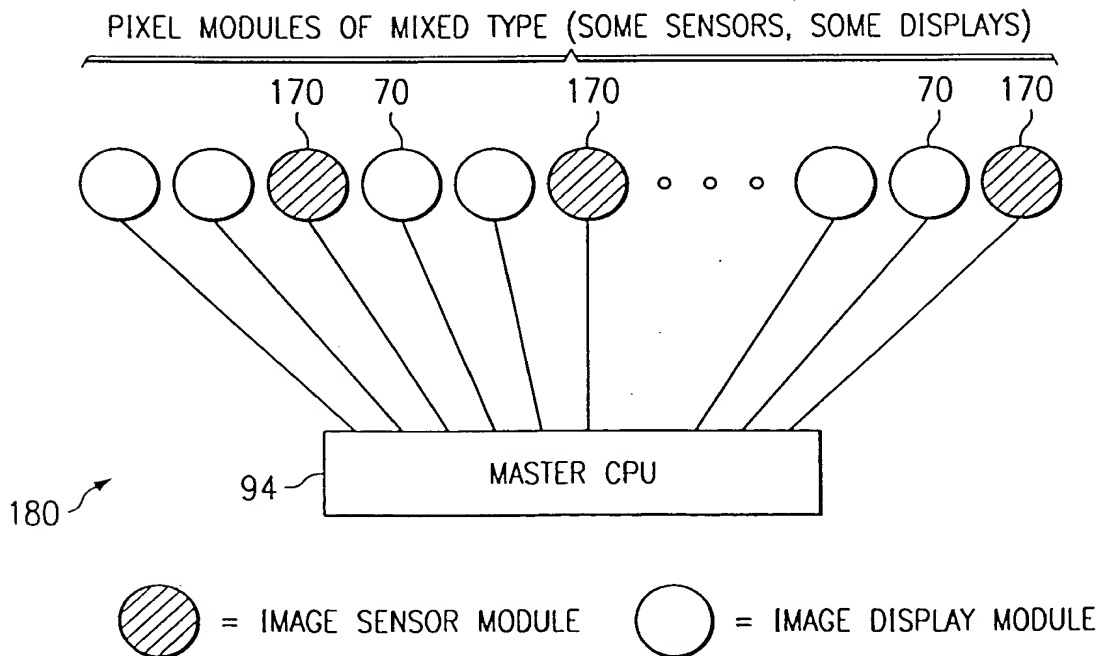 PIXEL MODULES OF MIXED TYPE (SOME SENSORS, SOME DISPLAYS)
170 70 170 70 170
MASTER CPU
94
180
= IMAGE SENSOR MODULE = IMAGE DISPLAY MODULE